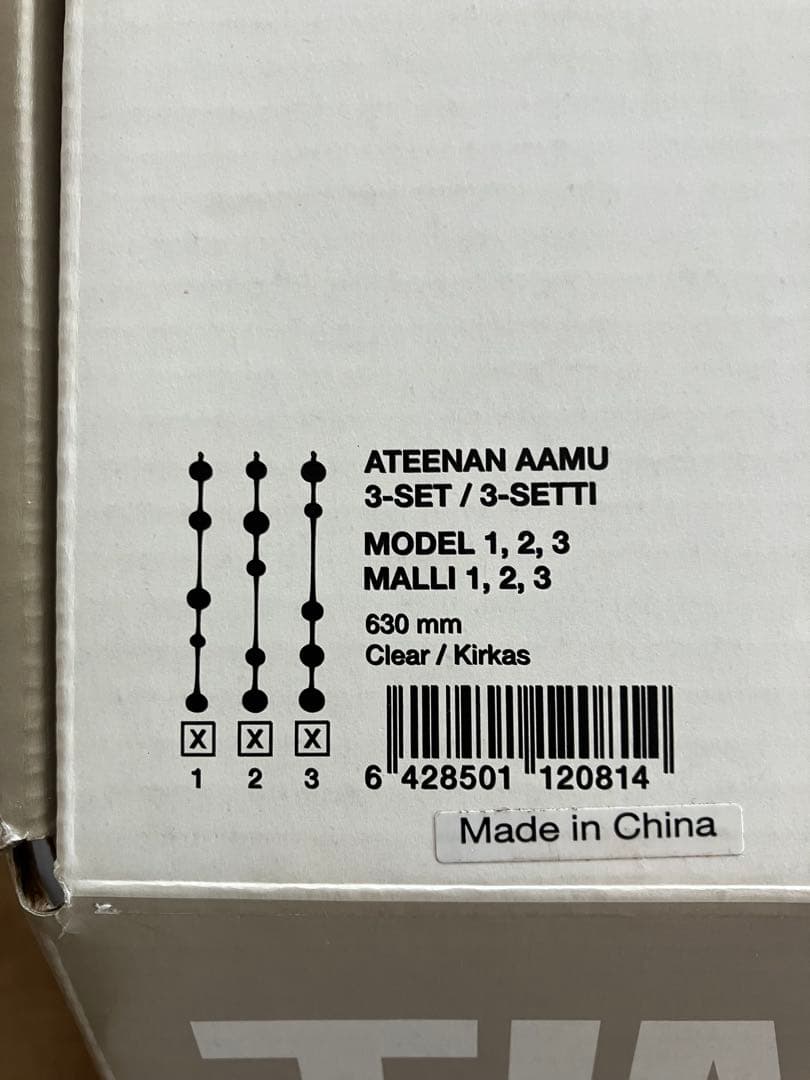 ATEENAN AAMU
3-SET / 3-SETTI
MODEL 1, 2, 3
MALLI 1, 2, 3
630 mm
Clear / Kirkas
X X X
1 2 3
6 428501 120814
Made in China